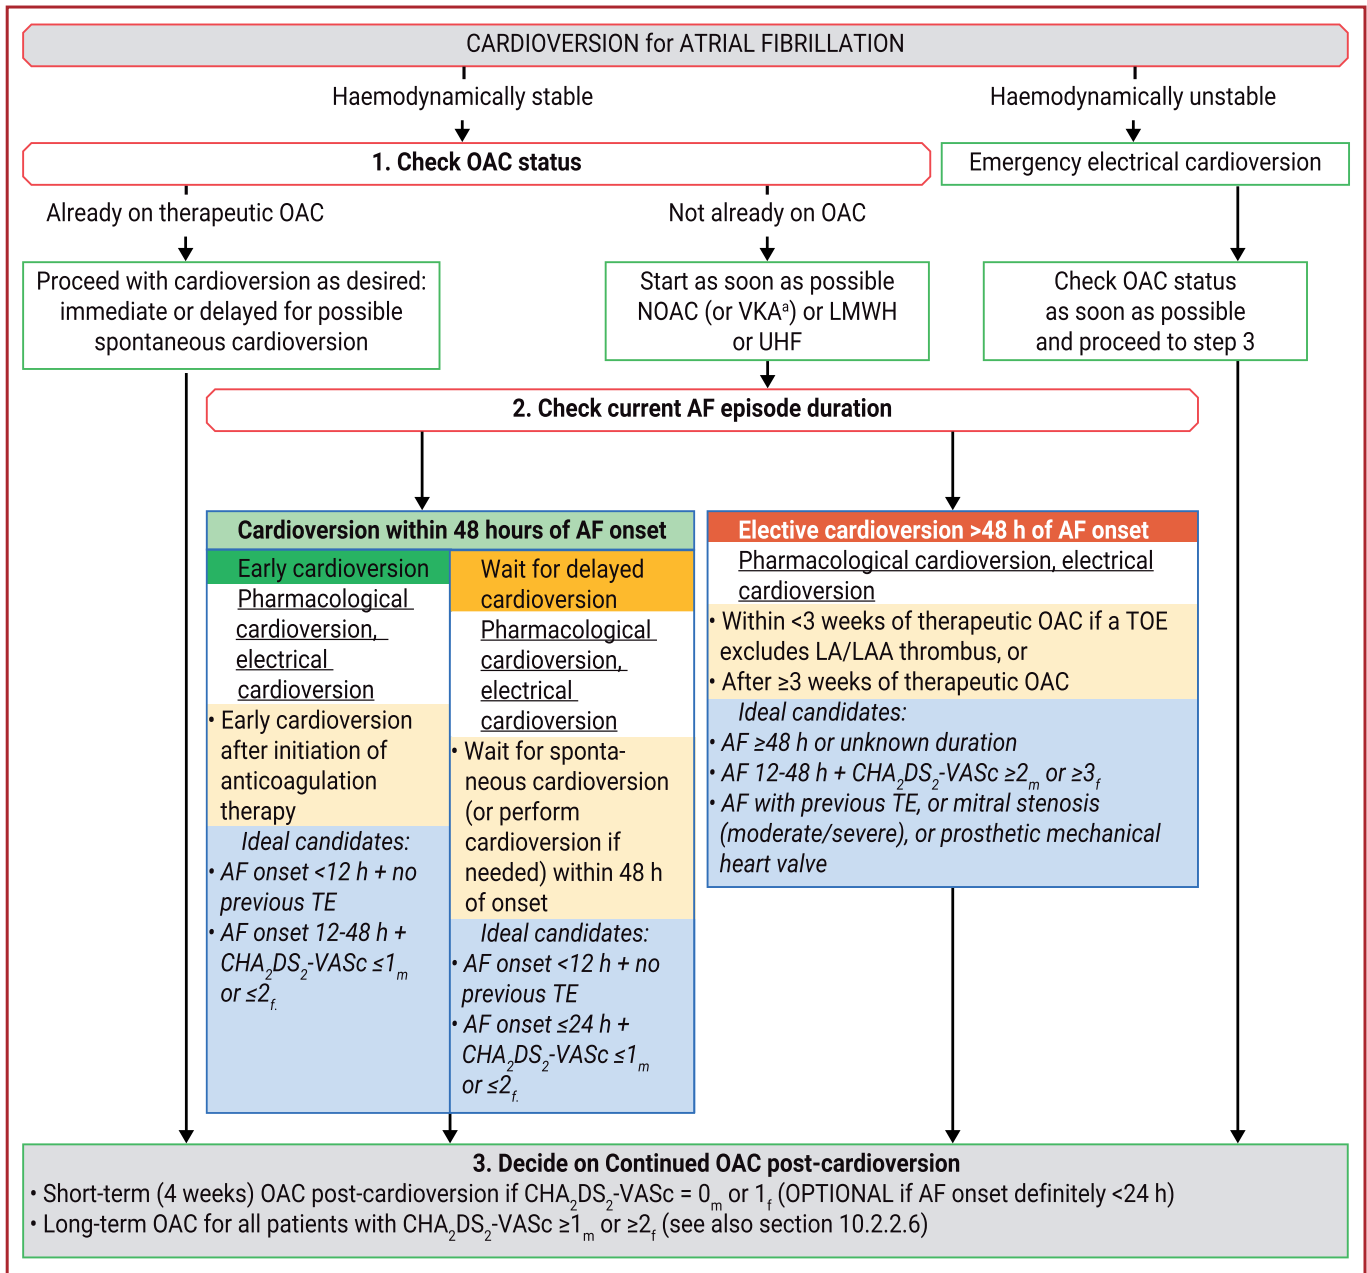 CARDIOVERSION for ATRIAL FIBRILLATION
Haemodynamically stable
Haemodynamically unstable
1. Check OAC status
Emergency electrical cardioversion
Already on therapeutic OAC
Not already on OAC
Proceed with cardioversion as desired:
immediate or delayed for possible
spontaneous cardioversion
Start as soon as possible
NOAC (or VKAᵃ) or LMWH
or UHF
Check OAC status
as soon as possible
and proceed to step 3
2. Check current AF episode duration
Cardioversion within 48 hours of AF onset
Early cardioversion
Pharmacological
cardioversion,
electrical
cardioversion
• Early cardioversion
after initiation of
anticoagulation
therapy
Ideal candidates:
• AF onset <12 h + no
previous TE
• AF onset 12-48 h +
CHA₂DS₂-VASc ≤1ₘ
or ≤2f.
Wait for delayed
cardioversion
Pharmacological
cardioversion,
electrical
cardioversion
• Wait for sponta-
neous cardioversion
(or perform
cardioversion if
needed) within 48 h
of onset
Ideal candidates:
• AF onset <12 h + no
previous TE
• AF onset ≤24 h +
CHA₂DS₂-VASc ≤1ₘ
or ≤2f.
Elective cardioversion >48 h of AF onset
Pharmacological cardioversion, electrical
cardioversion
• Within <3 weeks of therapeutic OAC if a TOE
excludes LA/LAA thrombus, or
• After ≥3 weeks of therapeutic OAC
Ideal candidates:
• AF ≥48 h or unknown duration
• AF 12-48 h + CHA₂DS₂-VASc ≥2ₘ or ≥3f
• AF with previous TE, or mitral stenosis
(moderate/severe), or prosthetic mechanical
heart valve
3. Decide on Continued OAC post-cardioversion
• Short-term (4 weeks) OAC post-cardioversion if CHA₂DS₂-VASc = 0ₘ or 1f (OPTIONAL if AF onset definitely <24 h)
• Long-term OAC for all patients with CHA₂DS₂-VASc ≥1ₘ or ≥2f (see also section 10.2.2.6)